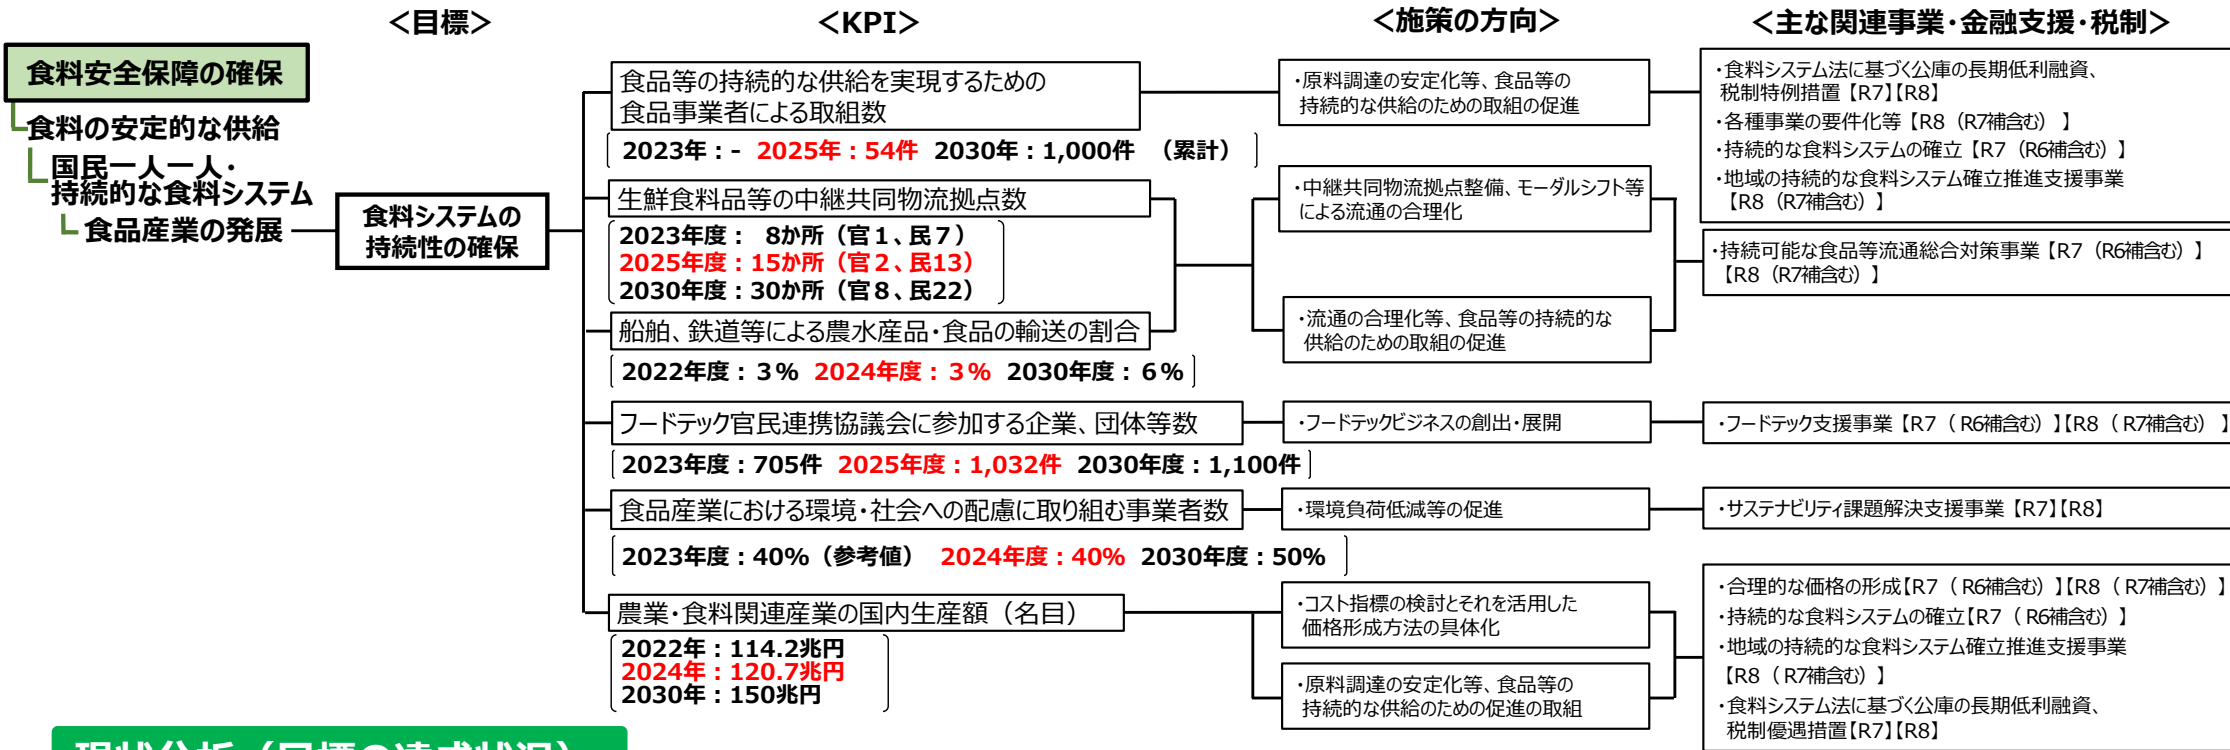 ＜目標＞
＜KPI＞
＜施策の方向＞
＜主な関連事業・金融支援・税制＞
食料安全保障の確保
食料の安定的な供給
国民一人一人・
持続的な食料システム
食品産業の発展
食料システムの
持続性の確保
食品等の持続的な供給を実現するための
食品事業者による取組数
2023年：- 2025年：54件 2030年：1,000件 （累計）
・原料調達の安定化等、食品等の
持続的な供給のための取組の促進
・食料システム法に基づく公庫の長期低利融資、
税制特例措置【R7】【R8】
・各種事業の要件化等【R8（R7補含む）】
・持続的な食料システムの確立【R7（R6補含む）】
・地域の持続的な食料システム確立推進支援事業
【R8（R7補含む）】
生鮮食料品等の中継共同物流拠点数
2023年度： 8か所（官１、民７）
2025年度：15か所（官２、民13）
2030年度：30か所（官８、民22）
・中継共同物流拠点整備、モーダルシフト等
による流通の合理化
・持続可能な食品等流通総合対策事業【R7（R6補含む）】
【R8（R7補含む）】
船舶、鉄道等による農水産品・食品の輸送の割合
2022年度：３% 2024年度：３% 2030年度：６%
・流通の合理化等、食品等の持続的な
供給のための取組の促進
フードテック官民連携協議会に参加する企業、団体等数
2023年度：705件 2025年度：1,032件 2030年度：1,100件
・フードテックビジネスの創出・展開
・フードテック支援事業【R7（R6補含む）】【R8（R7補含む）】
食品産業における環境・社会への配慮に取り組む事業者数
2023年度：40%（参考値） 2024年度：40% 2030年度：50%
・環境負荷低減等の促進
・サステナビリティ課題解決支援事業【R7】【R8】
農業・食料関連産業の国内生産額（名目）
2022年：114.2兆円
2024年：120.7兆円
2030年：150兆円
・コスト指標の検討とそれを活用した
価格形成方法の具体化
・原料調達の安定化等、食品等の
持続的な供給のための促進の取組
・合理的な価格の形成【R7（R6補含む）】【R8（R7補含む）】
・持続的な食料システムの確立【R7（R6補含む）】
・地域の持続的な食料システム確立推進支援事業
【R8（R7補含む）】
・食料システム法に基づく公庫の長期低利融資、
税制優遇措置【R7】【R8】
現状分析（目標の達成状況）